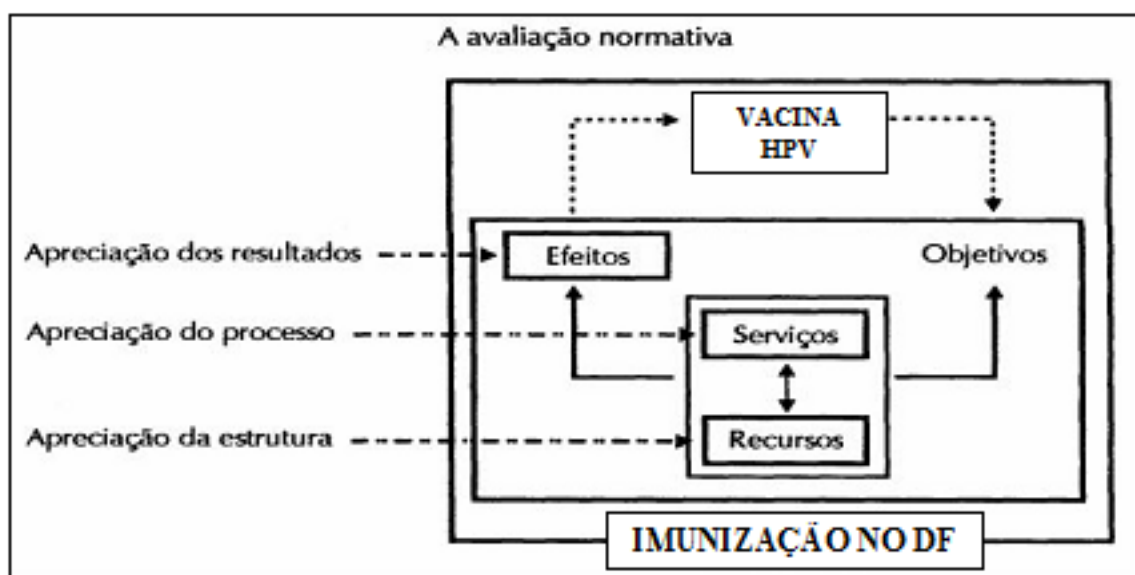 A avaliação normativa
VACINA
HPV
Apreciação dos resultados
Efeitos
Objetivos
Apreciação do processo
Serviços
Apreciação da estrutura
Recursos
IMUNIZAÇÃO NO DF